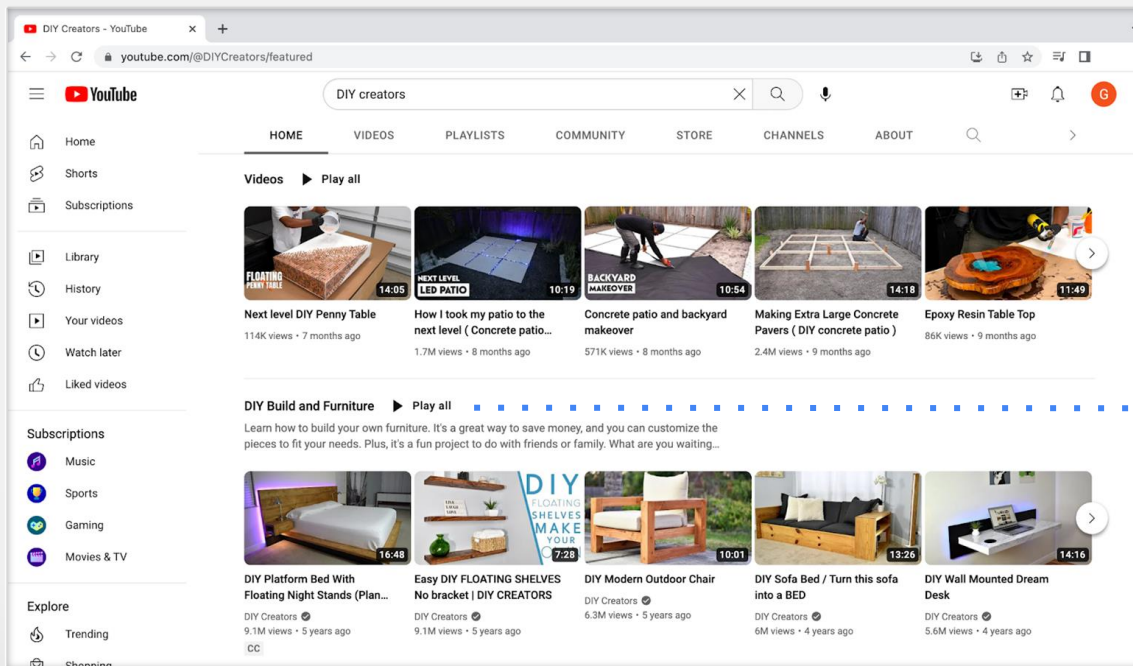 DIY Creators - YouTube
youtube.com/@DIYCreators/featured
YouTube
DIY creators
G
HOME VIDEOS PLAYLISTS COMMUNITY STORE CHANNELS ABOUT
Home
Shorts
Subscriptions
Library
History
Your videos
Watch later
Liked videos
Subscriptions
Music
Sports
Gaming
Movies & TV
Explore
Trending
Shopping
Videos Play all
FLOATING
PENNY TABLE
14:05
Next level DIY Penny Table
114K views • 7 months ago
NEXT LEVEL
LED PATIO
10:19
How I took my patio to the
next level ( Concrete patio...
1.7M views • 8 months ago
BACKYARD
MAKEOVER
10:54
Concrete patio and backyard
makeover
571K views • 8 months ago
14:18
Making Extra Large Concrete
Pavers ( DIY concrete patio )
2.4M views • 9 months ago
11:49
Epoxy Resin Table Top
86K views • 9 months ago
DIY Build and Furniture Play all
Learn how to build your own furniture. It's a great way to save money, and you can customize the
pieces to fit your needs. Plus, it's a fun project to do with friends or family. What are you waiting...
16:48
DIY Platform Bed With
Floating Night Stands (Plan...
DIY Creators
9.1M views • 5 years ago
CC
DIY
FLOATING
SHELVES
MAKE
YOUR
7:28
Easy DIY FLOATING SHELVES
No bracket | DIY CREATORS
DIY Creators
9.1M views • 5 years ago
10:01
DIY Modern Outdoor Chair
DIY Creators
6.3M views • 5 years ago
13:26
DIY Sofa Bed / Turn this sofa
into a BED
DIY Creators
6M views • 4 years ago
14:16
DIY Wall Mounted Dream
Desk
DIY Creators
5.6M views • 4 years ago